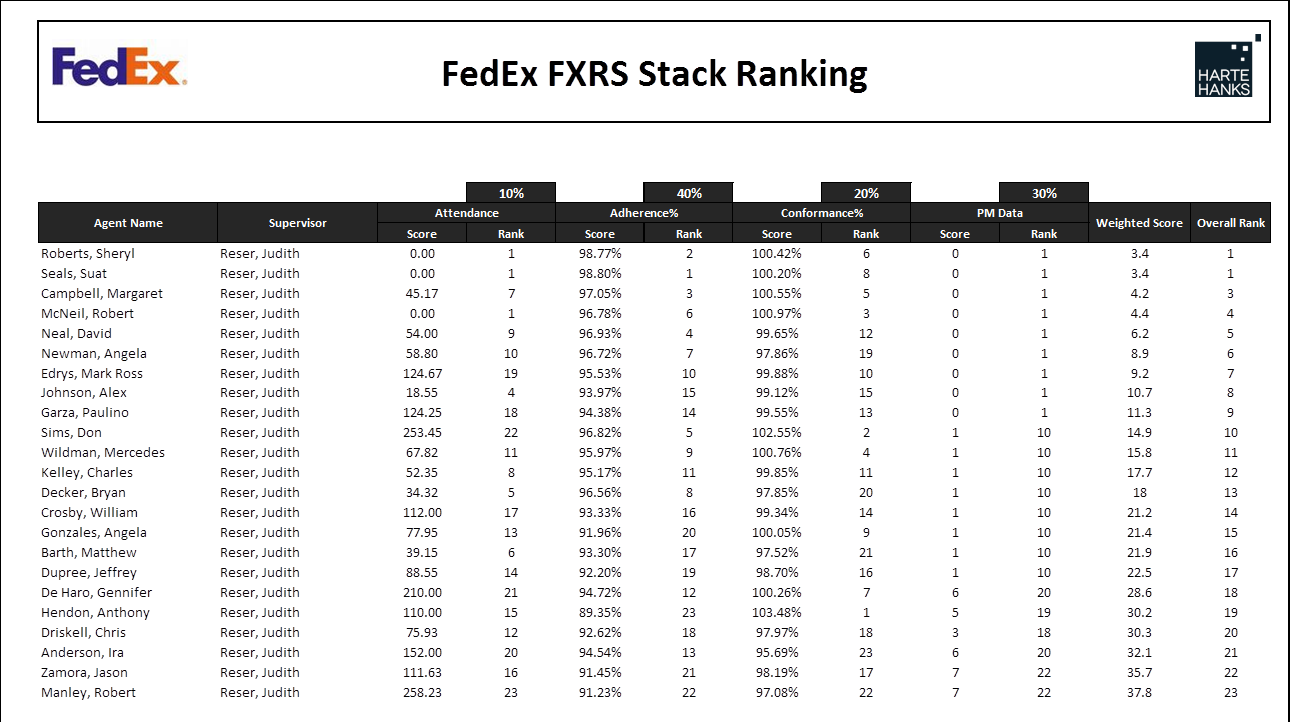 FedEx®
FedEx FXRS Stack Ranking
HARTE
HANKS
10% 40% 20% 30%
Agent Name Supervisor Attendance Adherence% Conformance% PM Data Weighted Score Overall Rank
Score Rank Score Rank Score Rank Score Rank
Roberts, Sheryl Reser, Judith 0.00 1 98.77% 2 100.42% 6 0 1 3.4 1
Seals, Suat Reser, Judith 0.00 1 98.80% 1 100.20% 8 0 1 3.4 1
Campbell, Margaret Reser, Judith 45.17 7 97.05% 3 100.55% 5 0 1 4.2 3
McNeil, Robert Reser, Judith 0.00 1 96.78% 6 100.97% 3 0 1 4.4 4
Neal, David Reser, Judith 54.00 9 96.93% 4 99.65% 12 0 1 6.2 5
Newman, Angela Reser, Judith 58.80 10 96.72% 7 97.86% 19 0 1 8.9 6
Edrys, Mark Ross Reser, Judith 124.67 19 95.53% 10 99.88% 10 0 1 9.2 7
Johnson, Alex Reser, Judith 18.55 4 93.97% 15 99.12% 15 0 1 10.7 8
Garza, Paulino Reser, Judith 124.25 18 94.38% 14 99.55% 13 0 1 11.3 9
Sims, Don Reser, Judith 253.45 22 96.82% 5 102.55% 2 1 10 14.9 10
Wildman, Mercedes Reser, Judith 67.82 11 95.97% 9 100.76% 4 1 10 15.8 11
Kelley, Charles Reser, Judith 52.35 8 95.17% 11 99.85% 11 1 10 17.7 12
Decker, Bryan Reser, Judith 34.32 5 96.56% 8 97.85% 20 1 10 18 13
Crosby, William Reser, Judith 112.00 17 93.33% 16 99.34% 14 1 10 21.2 14
Gonzales, Angela Reser, Judith 77.95 13 91.96% 20 100.05% 9 1 10 21.4 15
Barth, Matthew Reser, Judith 39.15 6 93.30% 17 97.52% 21 1 10 21.9 16
Dupree, Jeffrey Reser, Judith 88.55 14 92.20% 19 98.70% 16 1 10 22.5 17
De Haro, Gennifer Reser, Judith 210.00 21 94.72% 12 100.26% 7 6 20 28.6 18
Hendon, Anthony Reser, Judith 110.00 15 89.35% 23 103.48% 1 5 19 30.2 19
Driskell, Chris Reser, Judith 75.93 12 92.62% 18 97.97% 18 3 18 30.3 20
Anderson, Ira Reser, Judith 152.00 20 94.54% 13 95.69% 23 6 20 32.1 21
Zamora, Jason Reser, Judith 111.63 16 91.45% 21 98.19% 17 7 22 35.7 22
Manley, Robert Reser, Judith 258.23 23 91.23% 22 97.08% 22 7 22 37.8 23